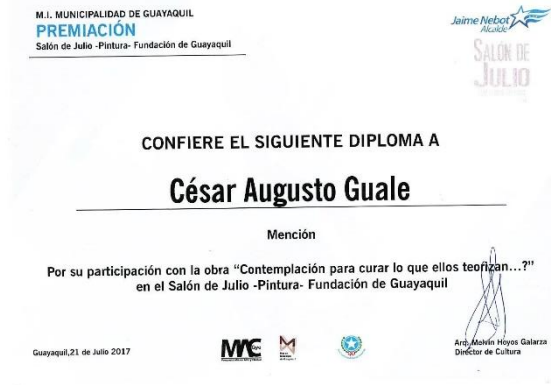 M.I. MUNICIPALIDAD DE GUAYAQUIL
PREMIACIÓN
Salón de Julio -Pintura- Fundación de Guayaquil
Jaime Nebot
Alcalde
SALÓN DE
JULIO
CONFIERE EL SIGUIENTE DIPLOMA A
César Augusto Guale
Mención
Por su participación con la obra “Contemplación para curar lo que ellos teorizan...?”
en el Salón de Julio -Pintura- Fundación de Guayaquil
Guayaquil,21 de Julio 2017
MAAC
Arq. Melvin Hoyos Galarza
Director de Cultura